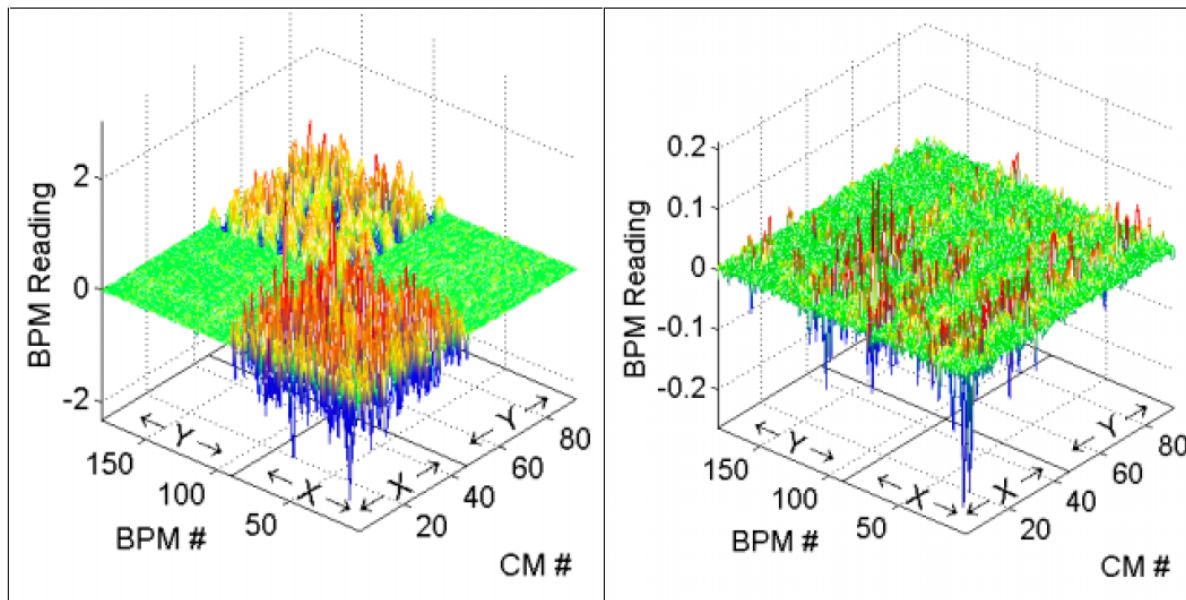 BPM Reading
2
0
-2
← Y →
← X →
← X →
← Y →
150
100
50
20
40
60
80
BPM #
CM #
BPM Reading
0.2
0.1
0
-0.1
-0.2
← Y →
← X →
← X →
← Y →
150
100
50
20
40
60
80
BPM #
CM #